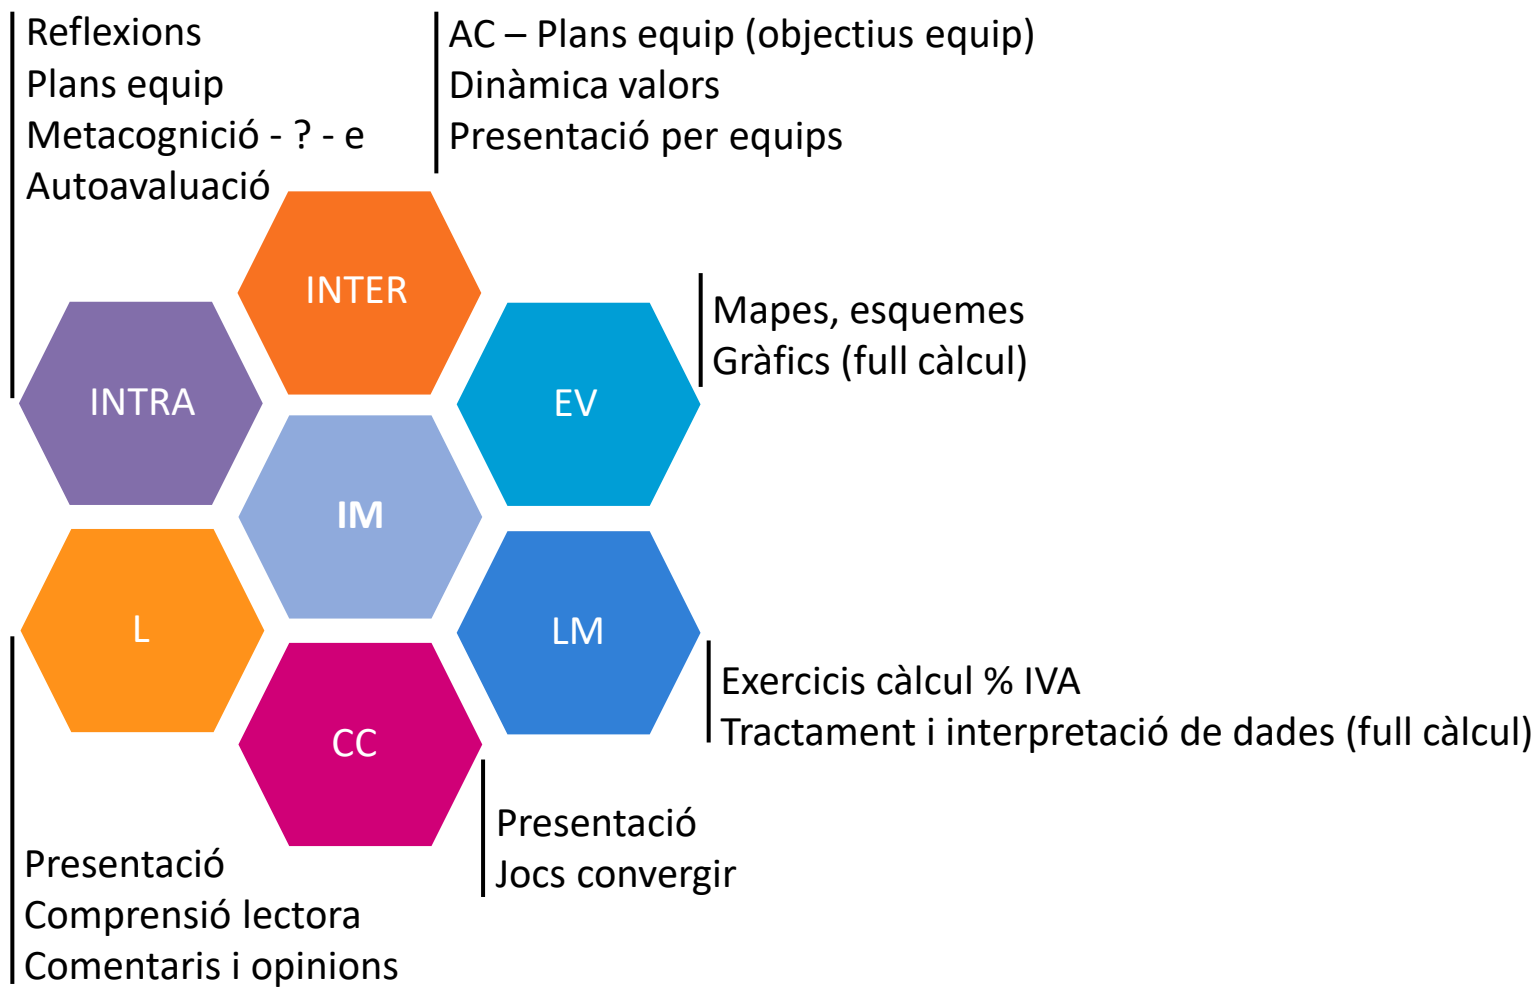 Reflexions
Plans equip
Metacognició - ? - e
Autoavaluació
AC – Plans equip (objectius equip)
Dinàmica valors
Presentació per equips
INTER
Mapes, esquemes
Gràfics (full càlcul)
INTRA
EV
IM
L
LM
Exercicis càlcul % IVA
Tractament i interpretació de dades (full càlcul)
CC
Presentació
Jocs convergir
Presentació
Comprensió lectora
Comentaris i opinions